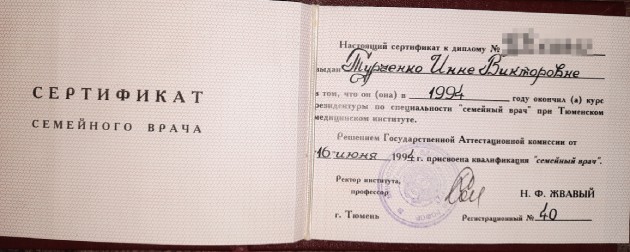 СЕРТИФИКАТ
СЕМЕЙНОГО ВРАЧА
Настоящий сертификат к диплому №
выдан Турченко Инне Викторовне
в том, что он (она) в 1994 году окончил (а) курс
резидентуры по специальности "семейный врач" при Тюменском
медицинском институте.
Решением Государственной Аттестационной комиссии от
16 июня 1994 г. присвоена квалификация "семейный врач".
Ректор института,
профессор
Н. Ф. ЖВАВЫЙ
г. Тюмень
Регистрационный № 40